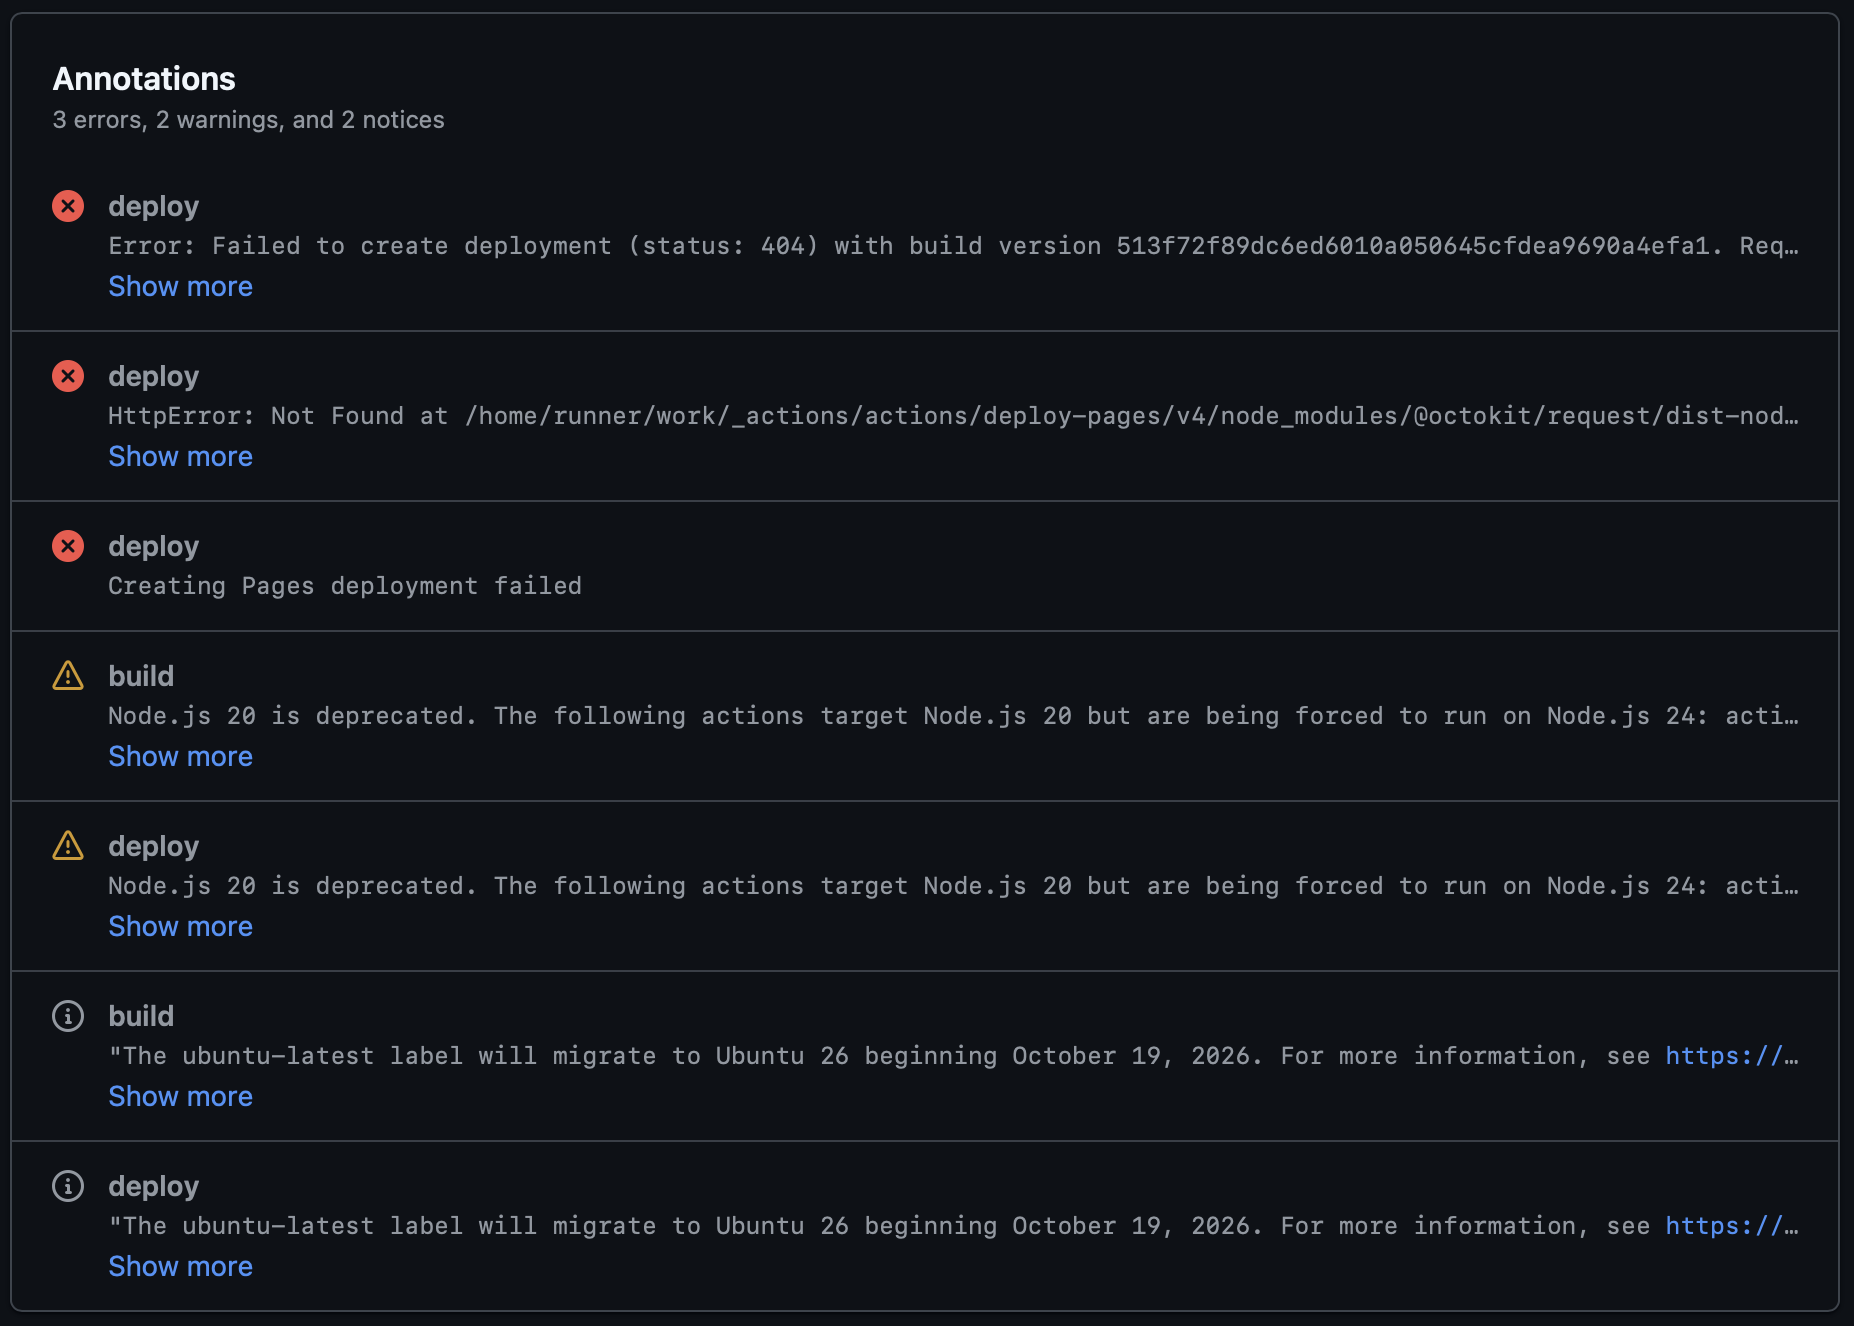 Annotations
3 errors, 2 warnings, and 2 notices
deploy
Error: Failed to create deployment (status: 404) with build version 513f72f89dc6ed6010a050645cfdea9690a4efa1. Req…
Show more
deploy
HttpError: Not Found at /home/runner/work/_actions/actions/deploy-pages/v4/node_modules/@octokit/request/dist-nod…
Show more
deploy
Creating Pages deployment failed
build
Node.js 20 is deprecated. The following actions target Node.js 20 but are being forced to run on Node.js 24: acti…
Show more
deploy
Node.js 20 is deprecated. The following actions target Node.js 20 but are being forced to run on Node.js 24: acti…
Show more
build
"The ubuntu-latest label will migrate to Ubuntu 26 beginning October 19, 2026. For more information, see https://…
Show more
deploy
"The ubuntu-latest label will migrate to Ubuntu 26 beginning October 19, 2026. For more information, see https://…
Show more